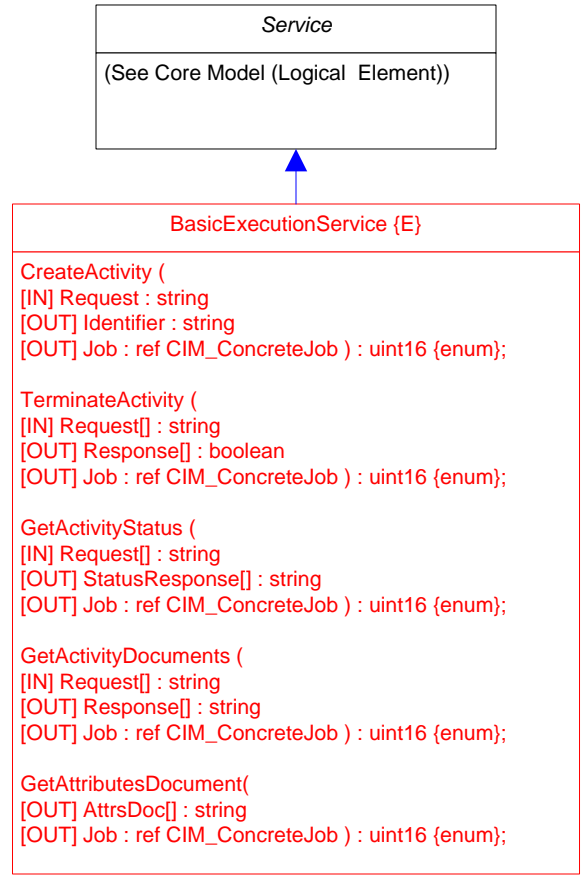 Service
(See Core Model (Logical Element))
BasicExecutionService {E}
CreateActivity (
[IN] Request : string
[OUT] Identifier : string
[OUT] Job : ref CIM_ConcreteJob ) : uint16 {enum};
TerminateActivity (
[IN] Request[] : string
[OUT] Response[] : boolean
[OUT] Job : ref CIM_ConcreteJob ) : uint16 {enum};
GetActivityStatus (
[IN] Request[] : string
[OUT] StatusResponse[] : string
[OUT] Job : ref CIM_ConcreteJob ) : uint16 {enum};
GetActivityDocuments (
[IN] Request[] : string
[OUT] Response[] : string
[OUT] Job : ref CIM_ConcreteJob ) : uint16 {enum};
GetAttributesDocument(
[OUT] AttrsDoc[] : string
[OUT] Job : ref CIM_ConcreteJob ) : uint16 {enum};